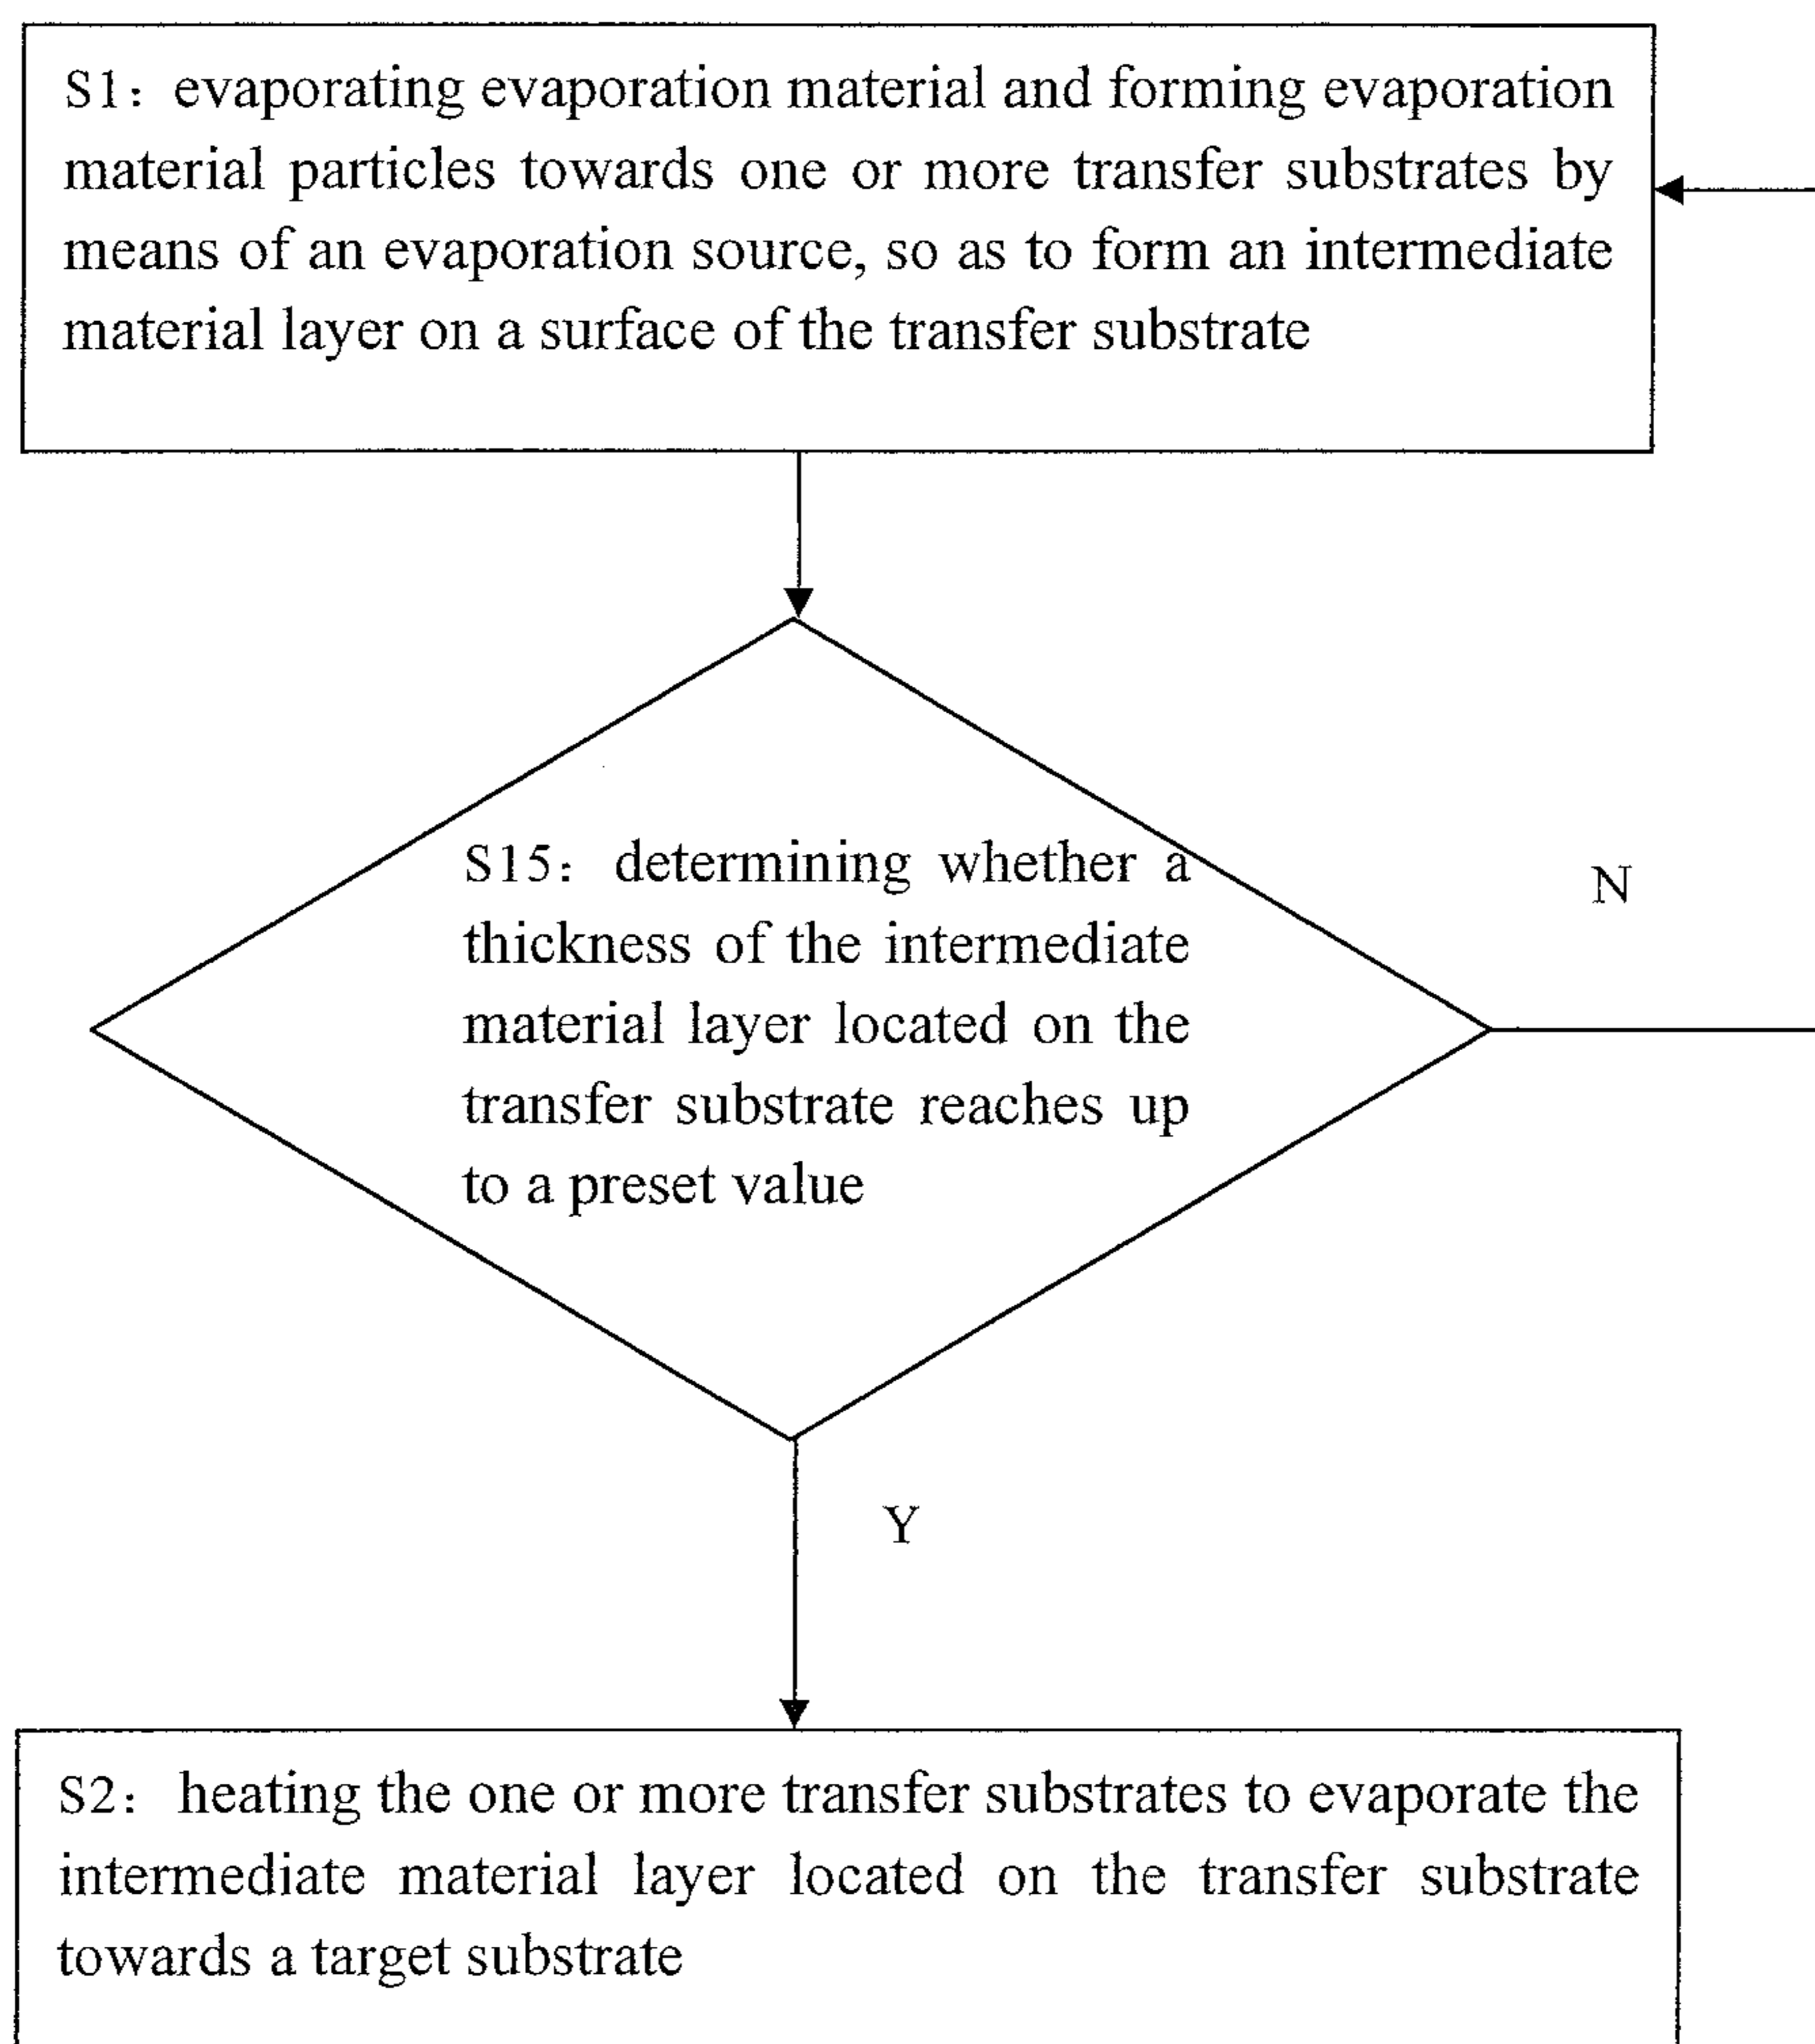 S1：evaporating evaporation material and forming evaporation
material particles towards one or more transfer substrates by
means of an evaporation source, so as to form an intermediate
material layer on a surface of the transfer substrate
S15：determining whether a
thickness of the intermediate
material layer located on the
transfer substrate reaches up
to a preset value
N
Y
S2：heating the one or more transfer substrates to evaporate the
intermediate material layer located on the transfer substrate
towards a target substrate